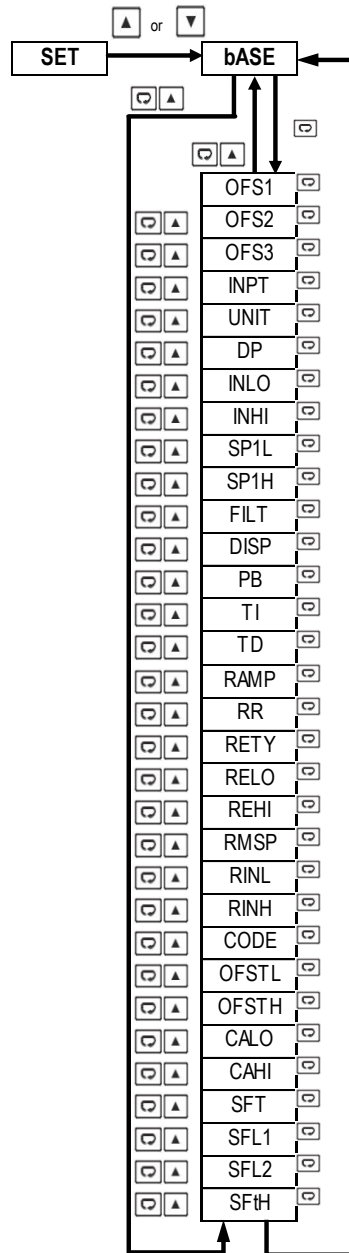 or
SET
bASE
OFS1
OFS2
OFS3
INPT
UNIT
DP
INLO
INHI
SP1L
SP1H
FILT
DISP
PB
TI
TD
RAMP
RR
RETY
RELO
REHI
RMSP
RINL
RINH
CODE
OFSTL
OFSTH
CALO
CAHI
SFT
SFL1
SFL2
SFtH